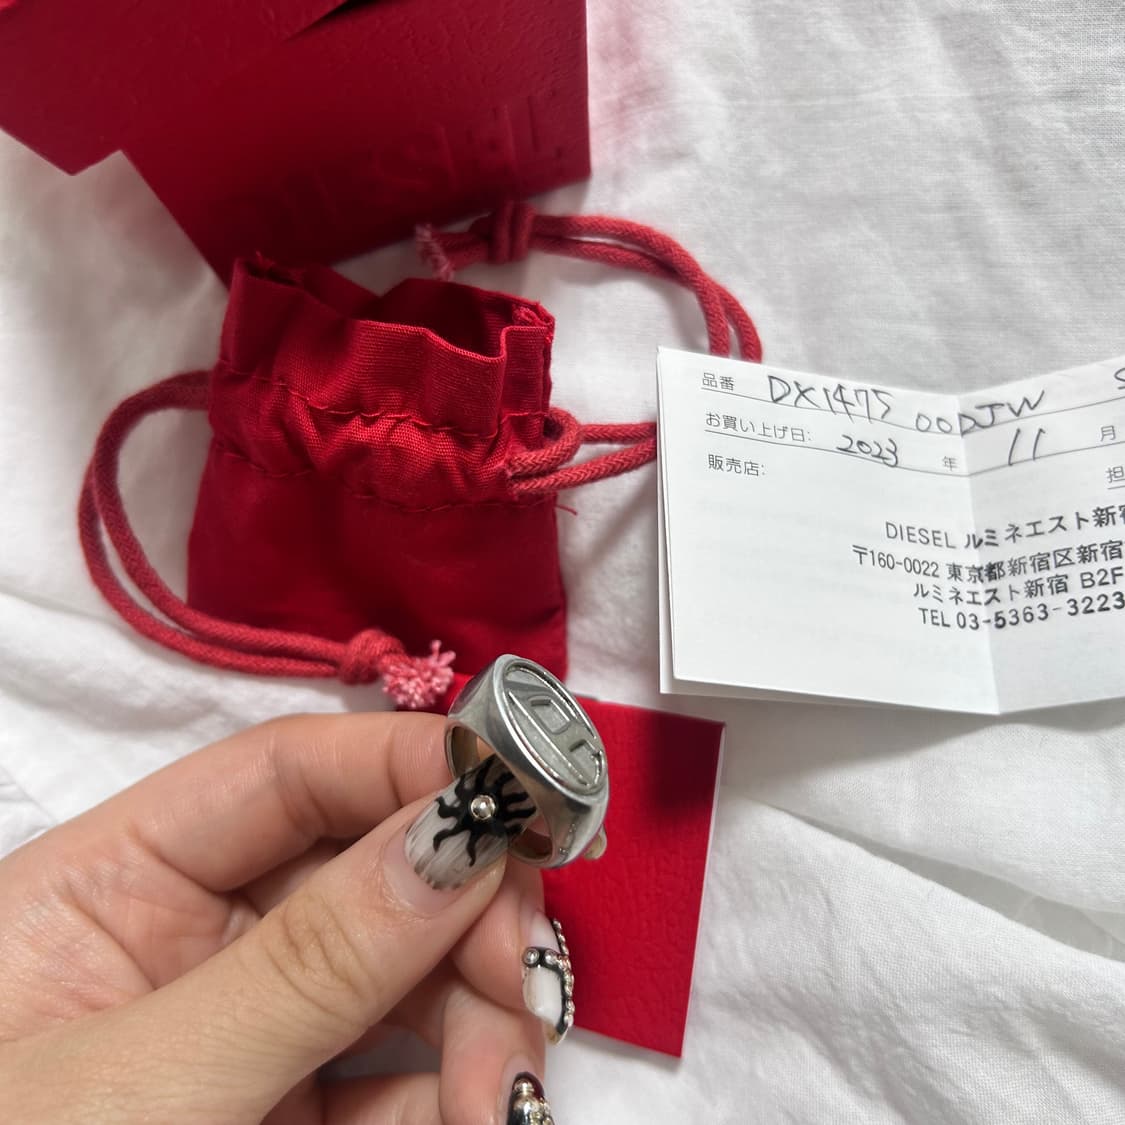 DIESEL
品番 DX1475 00DJW S
お買い上げ日: 2023 年 11 月
販売店:
担
DIESEL ルミネエスト新宿
〒160-0022 東京都新宿区新宿
ルミネエスト新宿 B2F
TEL 03-5363-3223
D